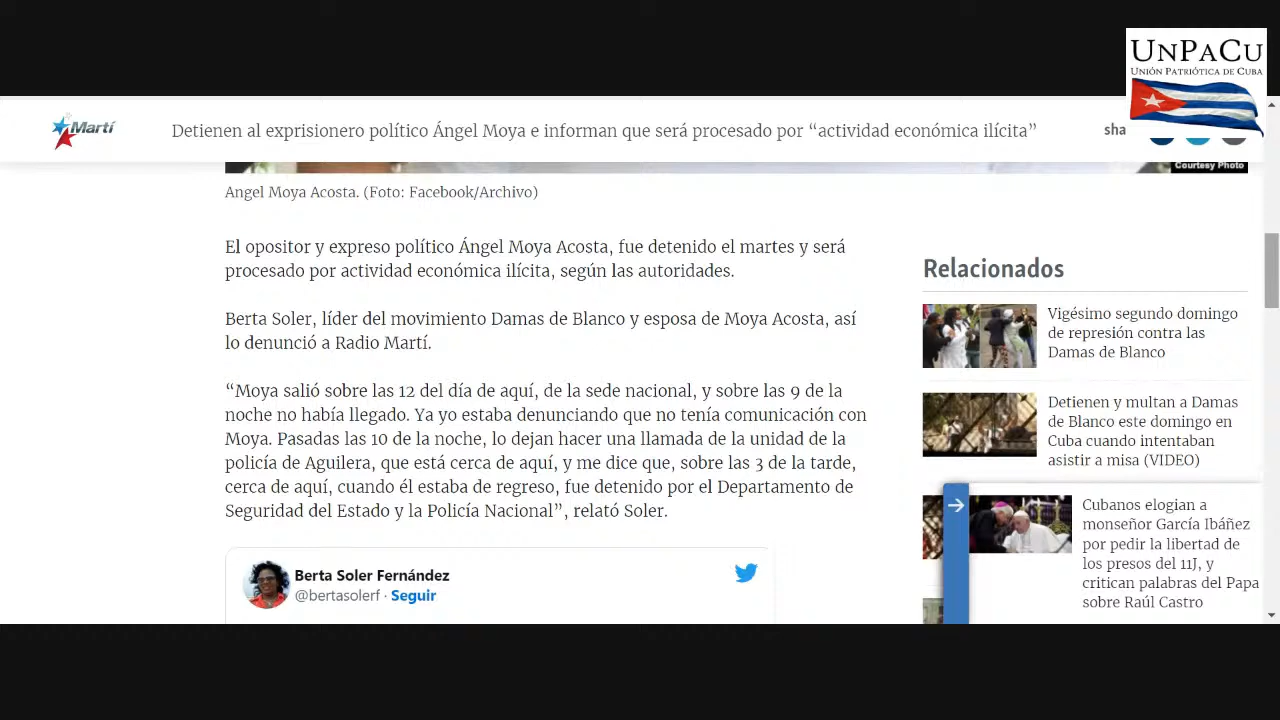 UNPACU
UNIÓN PATRIÓTICA DE CUBA
Martí
Detienen al exprisionero político Ángel Moya e informan que será procesado por “actividad económica ilícita”
sha
Courtesy Photo
Angel Moya Acosta. (Foto: Facebook/Archivo)
El opositor y expreso político Ángel Moya Acosta, fue detenido el martes y será
procesado por actividad económica ilícita, según las autoridades.
Berta Soler, líder del movimiento Damas de Blanco y esposa de Moya Acosta, así
lo denunció a Radio Martí.
“Moya salió sobre las 12 del día de aquí, de la sede nacional, y sobre las 9 de la
noche no había llegado. Ya yo estaba denunciando que no tenía comunicación con
Moya. Pasadas las 10 de la noche, lo dejan hacer una llamada de la unidad de la
policía de Aguilera, que está cerca de aquí, y me dice que, sobre las 3 de la tarde,
cerca de aquí, cuando él estaba de regreso, fue detenido por el Departamento de
Seguridad del Estado y la Policía Nacional”, relató Soler.
Berta Soler Fernández
@bertasolerf · Seguir
Relacionados
Vigésimo segundo domingo
de represión contra las
Damas de Blanco
Detienen y multan a Damas
de Blanco este domingo en
Cuba cuando intentaban
asistir a misa (VIDEO)
Cubanos elogian a
monseñor García Ibáñez
por pedir la libertad de
los presos del 11J, y
critican palabras del Papa
sobre Raúl Castro